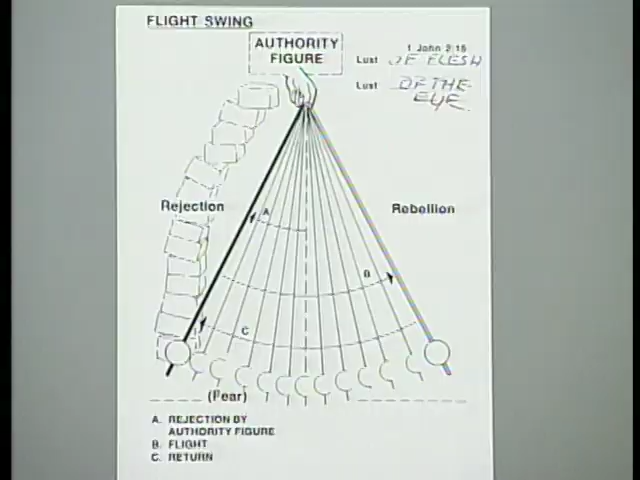 FLIGHT SWING
AUTHORITY
FIGURE
1 John 2:15
Lust OF FLESH
Lust OF THE
EYE
Rejection
Rebellion
A
B
C
(Fear)
A. REJECTION BY
AUTHORITY FIGURE
B. FLIGHT
C. RETURN